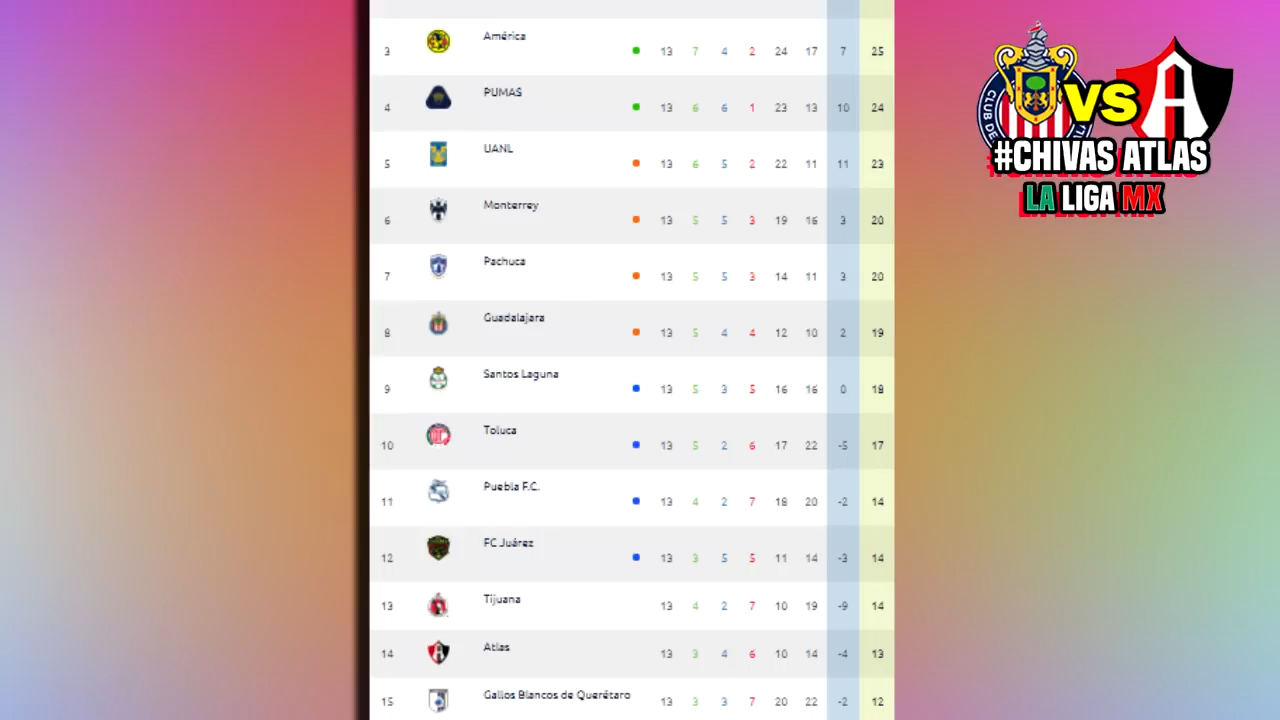 3 América 13 7 4 2 24 17 7 25
4 PUMAS 13 6 6 1 23 13 10 24
5 UANL 13 6 5 2 22 11 11 23
6 Monterrey 13 5 5 3 19 16 3 20
7 Pachuca 13 5 5 3 14 11 3 20
8 Guadalajara 13 5 4 4 12 10 2 19
9 Santos Laguna 13 5 3 5 16 16 0 18
10 Toluca 13 5 2 6 17 22 -5 17
11 Puebla F.C. 13 4 2 7 18 20 -2 14
12 FC Juárez 13 3 5 5 11 14 -3 14
13 Tijuana 13 4 2 7 10 19 -9 14
14 Atlas 13 3 4 6 10 14 -4 13
15 Gallos Blancos de Querétaro 13 3 3 7 20 22 -2 12
CLUB DE
VS
A
#CHIVAS ATLAS
LA LIGA MX